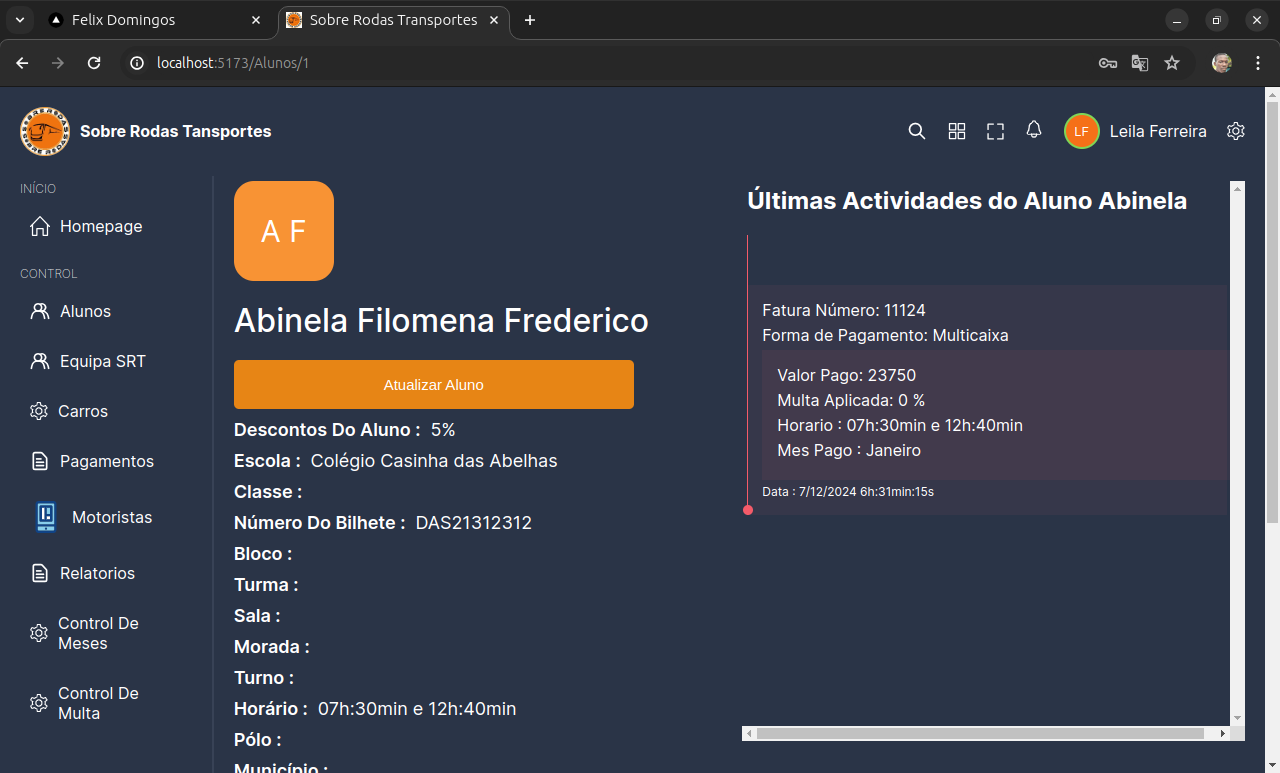 Felix Domingos
Sobre Rodas Transportes
localhost:5173/Alunos/1
Sobre Rodas Tansportes
LF
Leila Ferreira
INÍCIO
Homepage
CONTROL
Alunos
Equipa SRT
Carros
Pagamentos
Motoristas
Relatorios
Control De
Meses
Control De
Multa
A F
Abinela Filomena Frederico
Atualizar Aluno
Descontos Do Aluno : 5%
Escola : Colégio Casinha das Abelhas
Classe :
Número Do Bilhete : DAS21312312
Bloco :
Turma :
Sala :
Morada :
Turno :
Horário : 07h:30min e 12h:40min
Pólo :
Município :
Últimas Actividades do Aluno Abinela
Fatura Número: 11124
Forma de Pagamento: Multicaixa
Valor Pago: 23750
Multa Aplicada: 0 %
Horario : 07h:30min e 12h:40min
Mes Pago : Janeiro
Data : 7/12/2024 6h:31min:15s